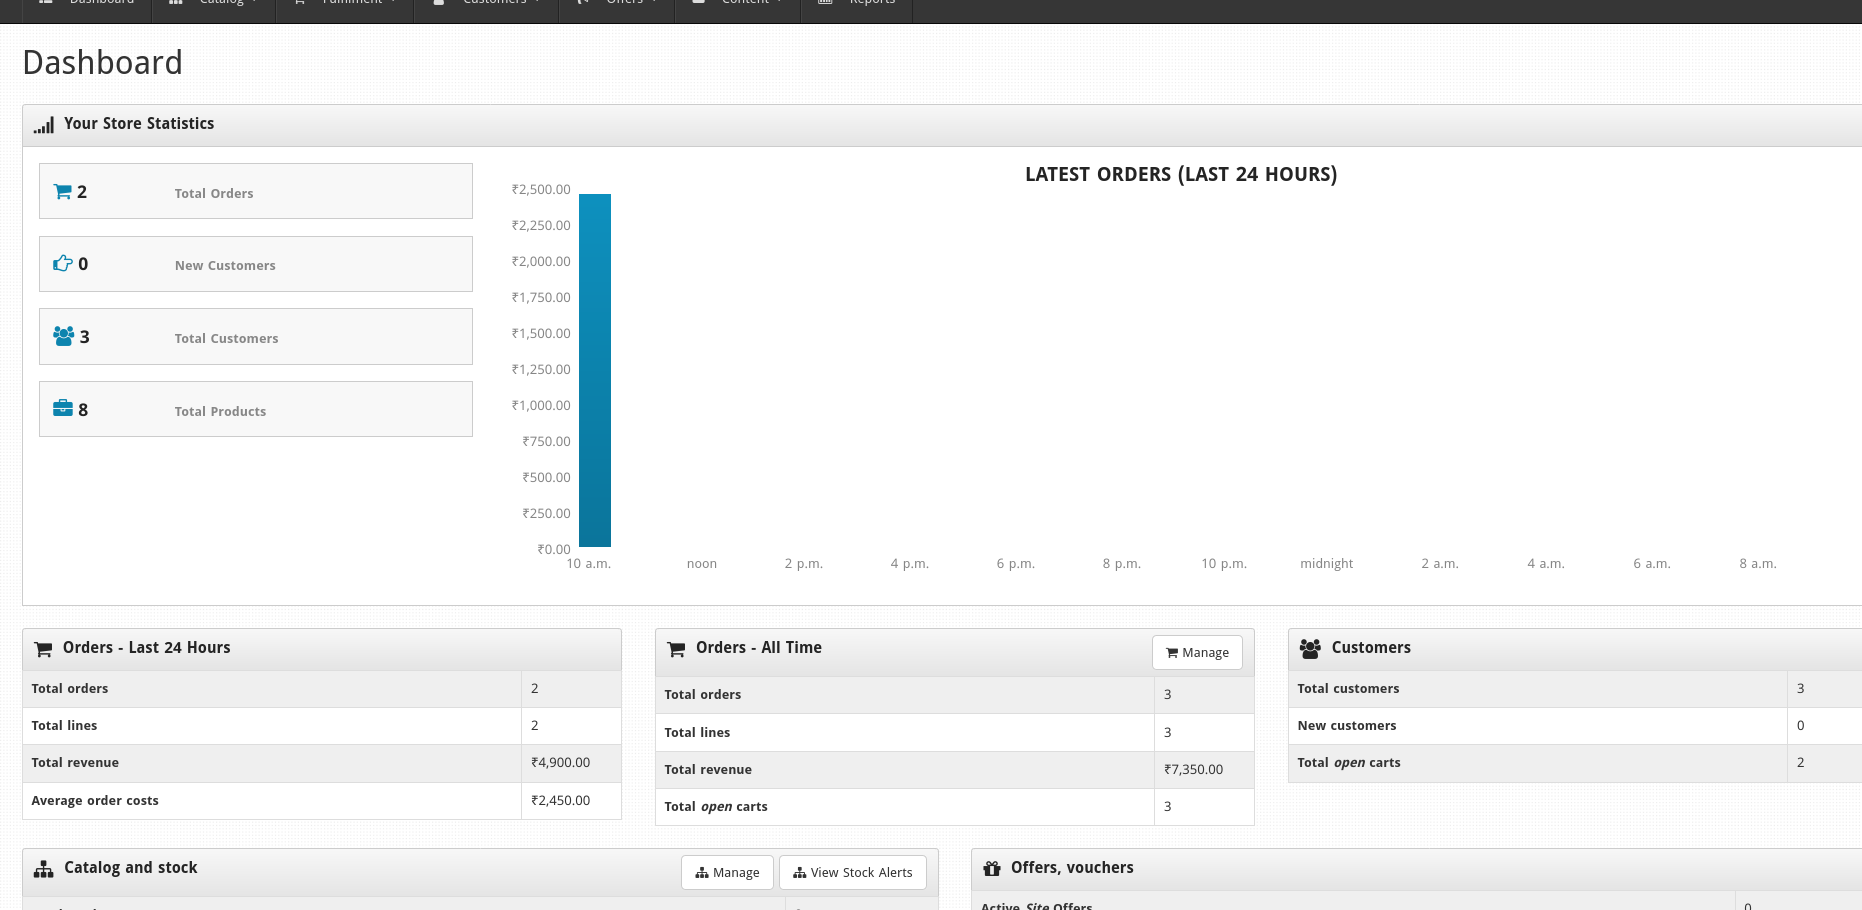 Dashboard Catalog Fulfilment Customers Offers Content Reports
Dashboard
Your Store Statistics
2 Total Orders
0 New Customers
3 Total Customers
8 Total Products
LATEST ORDERS (LAST 24 HOURS)
₹2,500.00
₹2,250.00
₹2,000.00
₹1,750.00
₹1,500.00
₹1,250.00
₹1,000.00
₹750.00
₹500.00
₹250.00
₹0.00
10 a.m. noon 2 p.m. 4 p.m. 6 p.m. 8 p.m. 10 p.m. midnight 2 a.m. 4 a.m. 6 a.m. 8 a.m.
Orders - Last 24 Hours
Total orders 2
Total lines 2
Total revenue ₹4,900.00
Average order costs ₹2,450.00
Orders - All Time Manage
Total orders 3
Total lines 3
Total revenue ₹7,350.00
Total open carts 3
Customers
Total customers 3
New customers 0
Total open carts 2
Catalog and stock Manage View Stock Alerts
Offers, vouchers
Active Site Offers 0